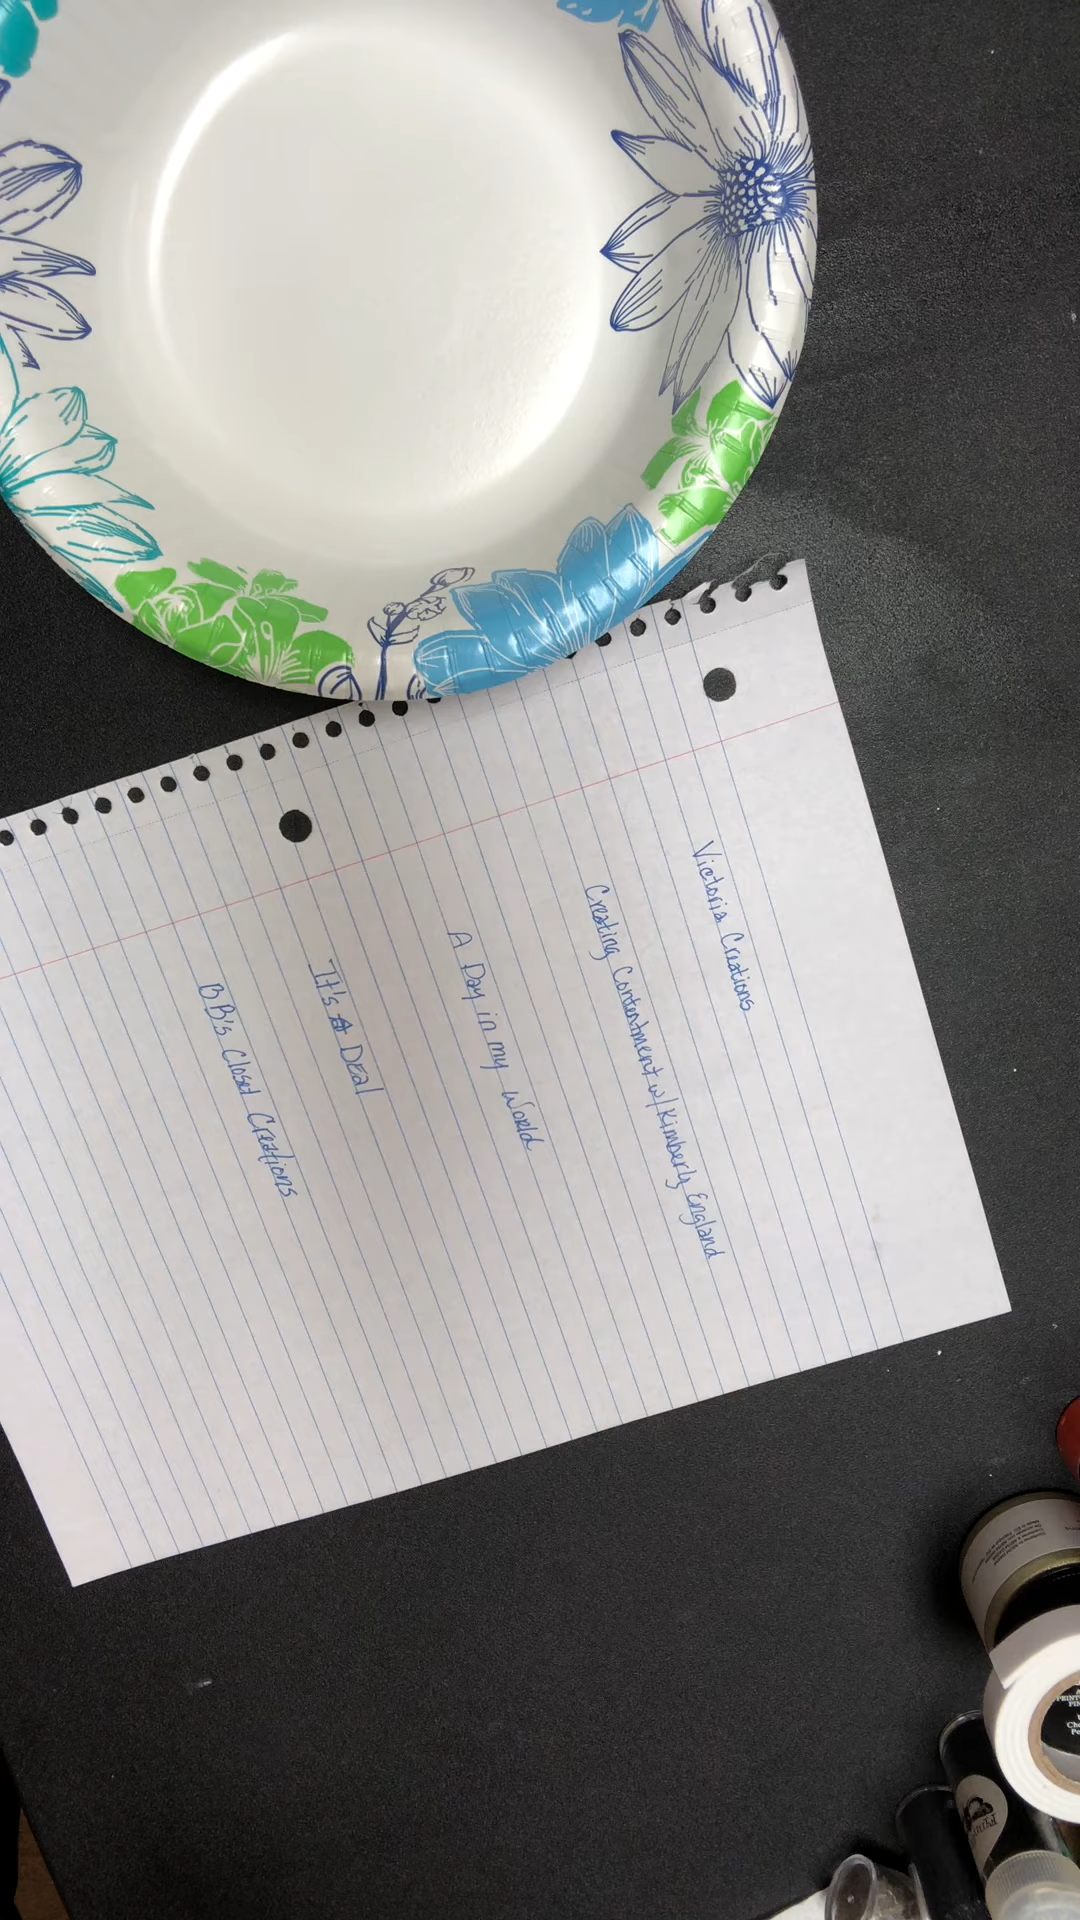 Victoria Creations
Creating Contentment w/Kimberly England
A Day in my World
It's A Deal
BB's Closet Creations